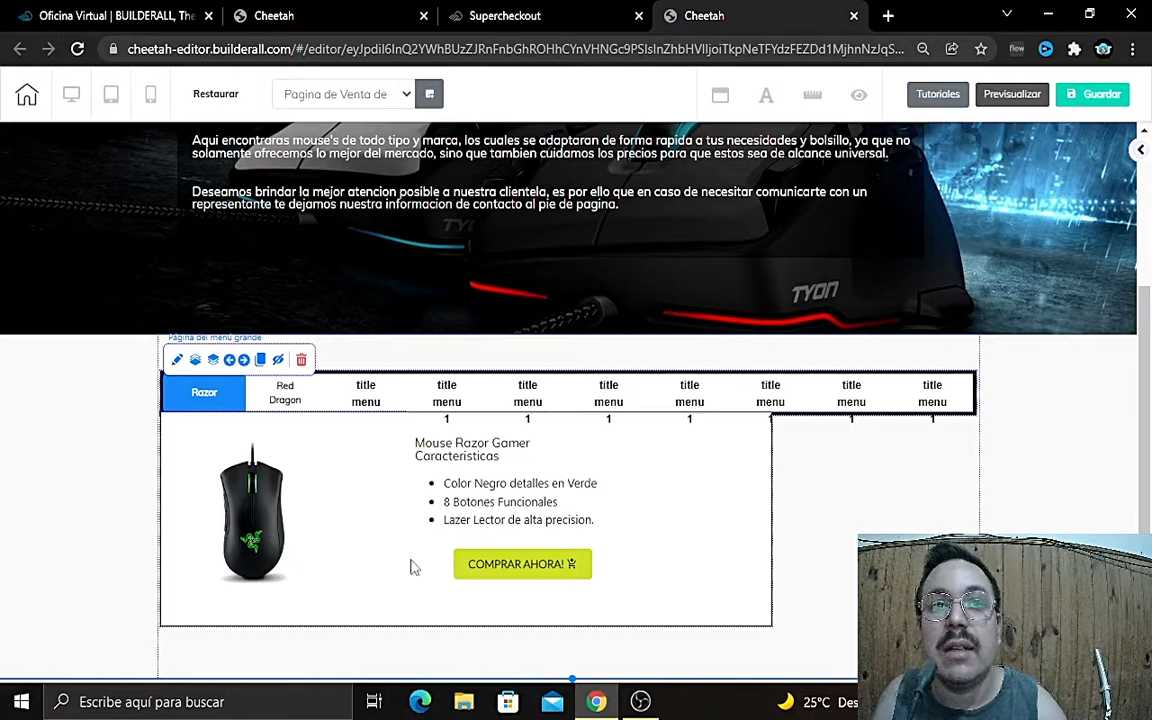 Oficina Virtual | BUILDERALL, The
Cheetah
Supercheckout
Cheetah
cheetah-editor.builderall.com/#/editor/eyJpdiI6InQ2YWhBUzZJRnFnbGhROHhCYnVHNGc9PSIsInZhbHVlIjoiTkpNeTFYdzFEZDd1MjhnNzJqS...
flow
Restaurar
Pagina de Venta de
Tutoriales
Previsualizar
Guardar
Aqui encontraras mouse's de todo tipo y marca, los cuales se adaptaran de forma rapida a tus necesidades y bolsillo, ya que no
solamente ofrecemos lo mejor del mercado, sino que tambien cuidamos los precios para que estos sea de alcance universal.
Deseamos brindar la mejor atencion posible a nuestra clientela, es por ello que en caso de necesitar comunicarte con un
representante te dejamos nuestra informacion de contacto al pie de pagina.
TYON
Pagina del menú grande
Razor
Red
Dragon
title
menu
title
menu
1
title
menu
1
title
menu
1
title
menu
1
title
menu
1
title
menu
1
title
menu
1
Mouse Razor Gamer
Caracteristicas
Color Negro detalles en Verde
8 Botones Funcionales
Lazer Lector de alta precision.
COMPRAR AHORA!
Escribe aquí para buscar
25°C